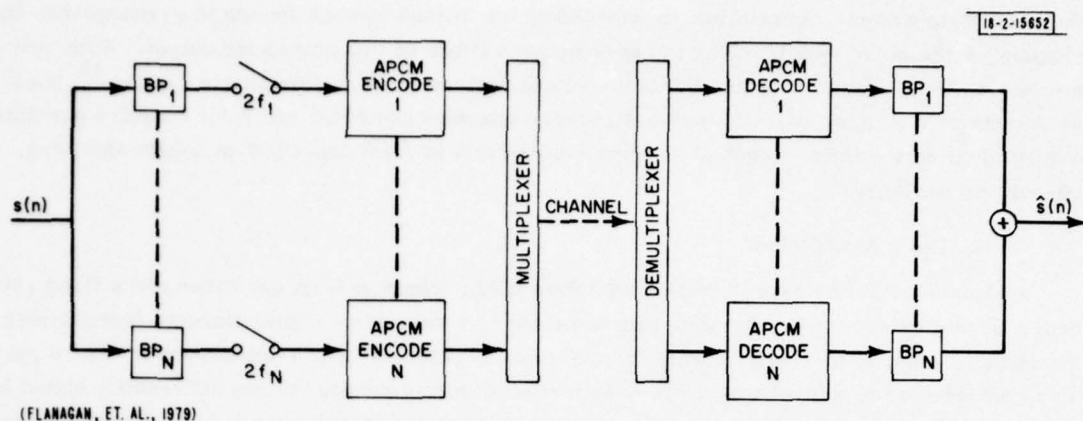 18-2-15652
BP1
2f1
APCM
ENCODE
1
MULTIPLEXER
CHANNEL
DEMULTIPLEXER
APCM
DECODE
1
BP1
s(n)
+
ŝ(n)
BPN
2fN
APCM
ENCODE
N
APCM
DECODE
N
BPN
(FLANAGAN, ET. AL., 1979)